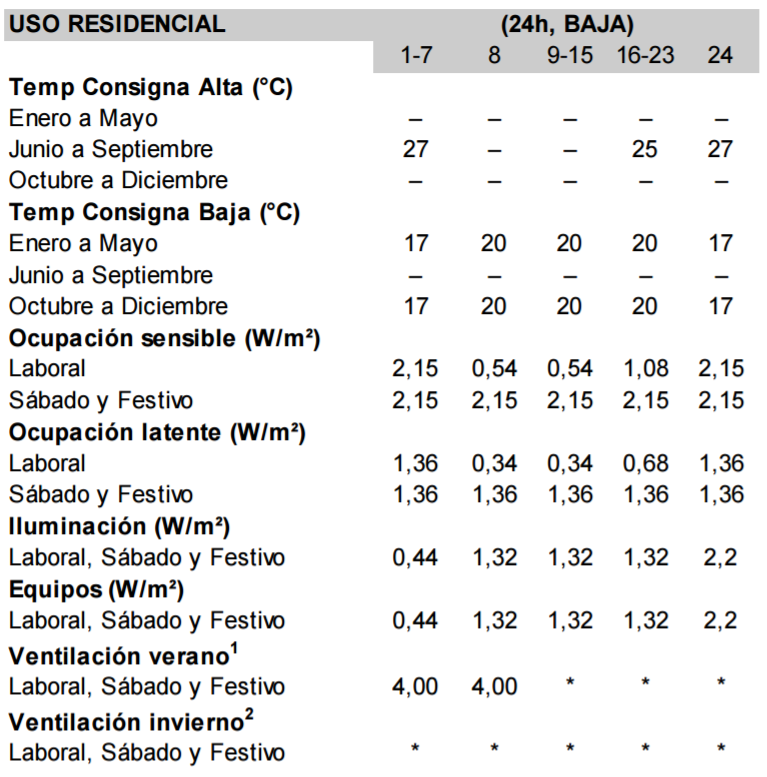 USO RESIDENCIAL (24h, BAJA)
1-7 8 9-15 16-23 24
Temp Consigna Alta (°C)
Enero a Mayo – – – – –
Junio a Septiembre 27 – – 25 27
Octubre a Diciembre – – – – –
Temp Consigna Baja (°C)
Enero a Mayo 17 20 20 20 17
Junio a Septiembre – – – – –
Octubre a Diciembre 17 20 20 20 17
Ocupación sensible (W/m²)
Laboral 2,15 0,54 0,54 1,08 2,15
Sábado y Festivo 2,15 2,15 2,15 2,15 2,15
Ocupación latente (W/m²)
Laboral 1,36 0,34 0,34 0,68 1,36
Sábado y Festivo 1,36 1,36 1,36 1,36 1,36
Iluminación (W/m²)
Laboral, Sábado y Festivo 0,44 1,32 1,32 1,32 2,2
Equipos (W/m²)
Laboral, Sábado y Festivo 0,44 1,32 1,32 1,32 2,2
Ventilación verano¹
Laboral, Sábado y Festivo 4,00 4,00 * * *
Ventilación invierno²
Laboral, Sábado y Festivo * * * * *